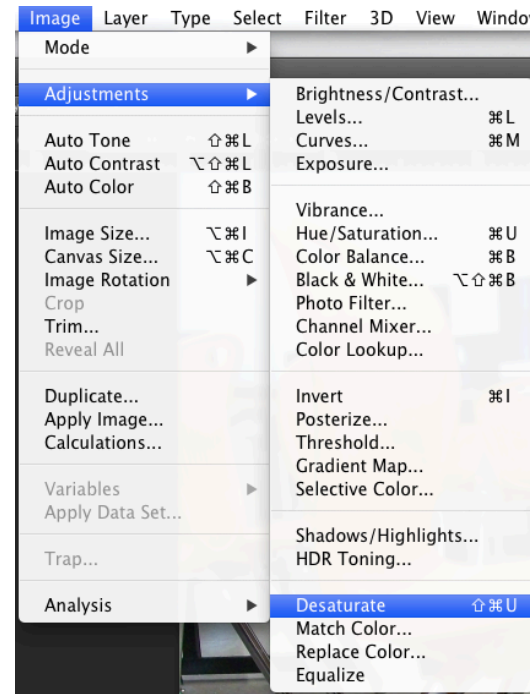 Image Layer Type Select Filter 3D View Windo
Mode ▶
Adjustments ▶
Auto Tone ⇧⌘L
Auto Contrast ⌥⇧⌘L
Auto Color ⇧⌘B
Image Size... ⌥⌘I
Canvas Size... ⌥⌘C
Image Rotation ▶
Crop
Trim...
Reveal All
Duplicate...
Apply Image...
Calculations...
Variables ▶
Apply Data Set...
Trap...
Analysis ▶
Brightness/Contrast...
Levels... ⌘L
Curves... ⌘M
Exposure...
Vibrance...
Hue/Saturation... ⌘U
Color Balance... ⌘B
Black & White... ⌥⇧⌘B
Photo Filter...
Channel Mixer...
Color Lookup...
Invert ⌘I
Posterize...
Threshold...
Gradient Map...
Selective Color...
Shadows/Highlights...
HDR Toning...
Desaturate ⇧⌘U
Match Color...
Replace Color...
Equalize